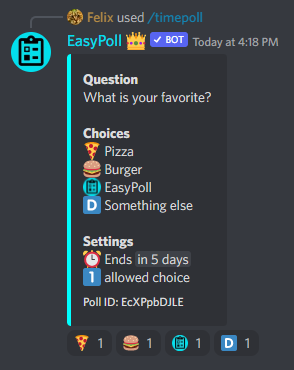 Felix used /timepoll
EasyPoll BOT Today at 4:18 PM
Question
What is your favorite?
Choices
Pizza
Burger
EasyPoll
D Something else
Settings
Ends in 5 days
1 allowed choice
Poll ID: EcXPpbDJLE
1 1 1 D 1